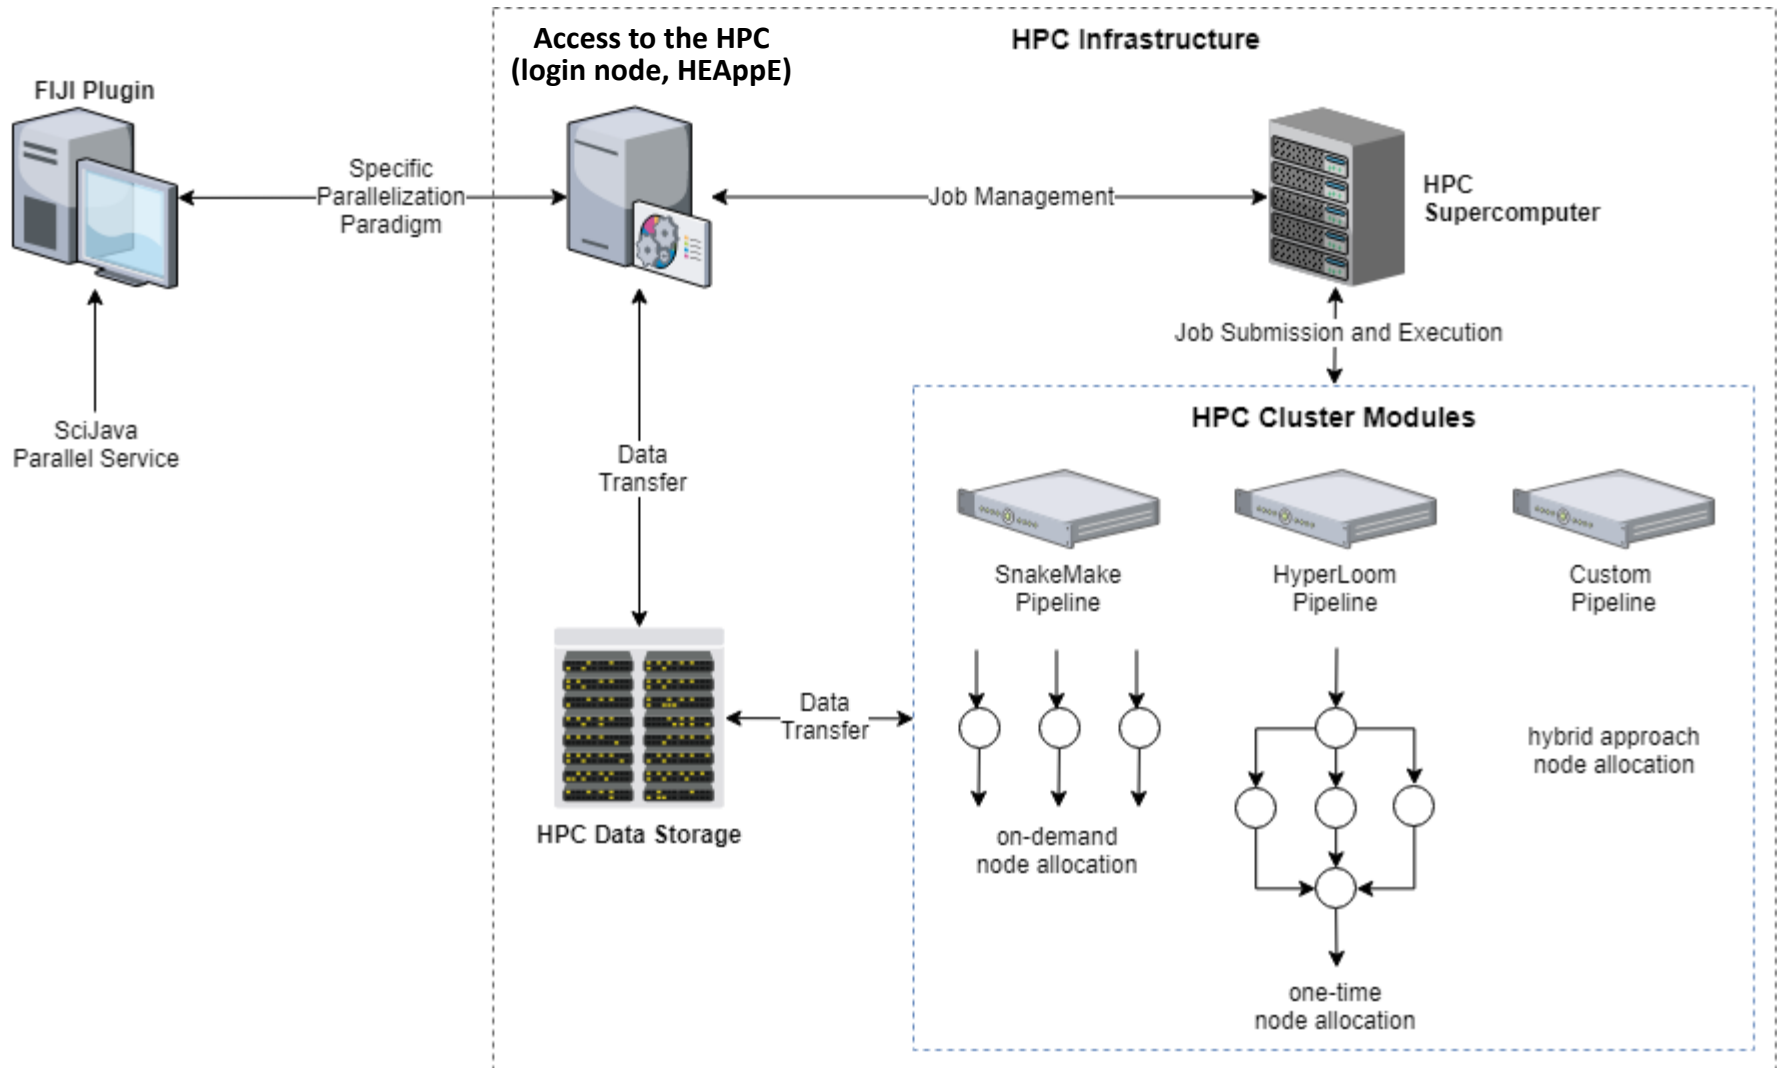 Access to the HPC
(login node, HEAppE)
HPC Infrastructure
FIJI Plugin
Specific
Parallelization
Paradigm
Job Management
HPC
Supercomputer
Job Submission and Execution
SciJava
Parallel Service
Data
Transfer
HPC Cluster Modules
SnakeMake
Pipeline
HyperLoom
Pipeline
Custom
Pipeline
Data
Transfer
HPC Data Storage
on-demand
node allocation
hybrid approach
node allocation
one-time
node allocation